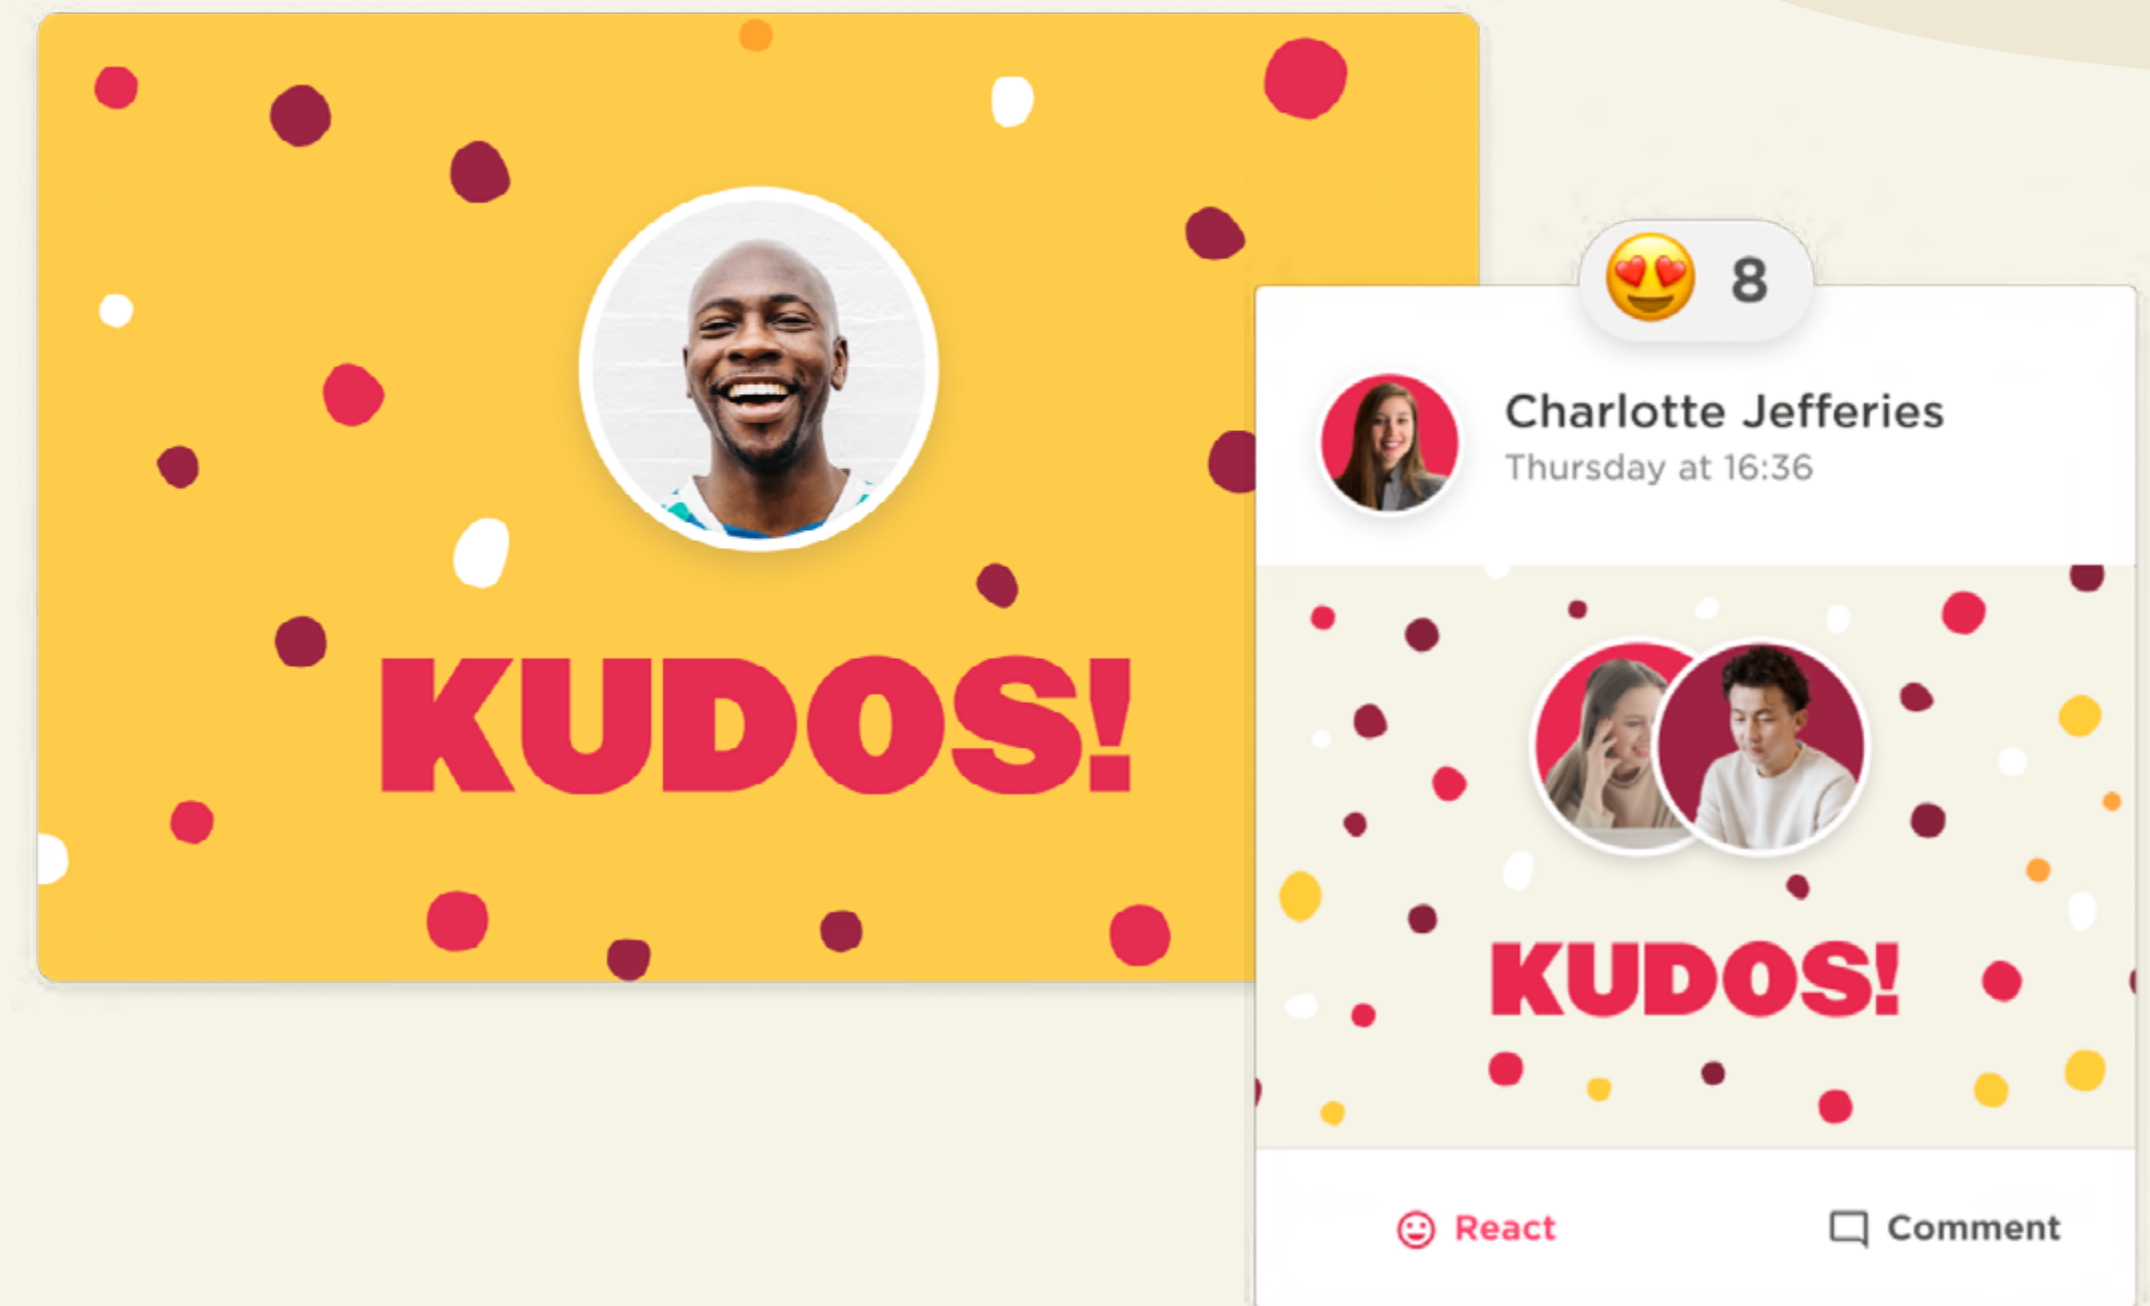 KUDOS!
8
Charlotte Jefferies
Thursday at 16:36
KUDOS!
React
Comment